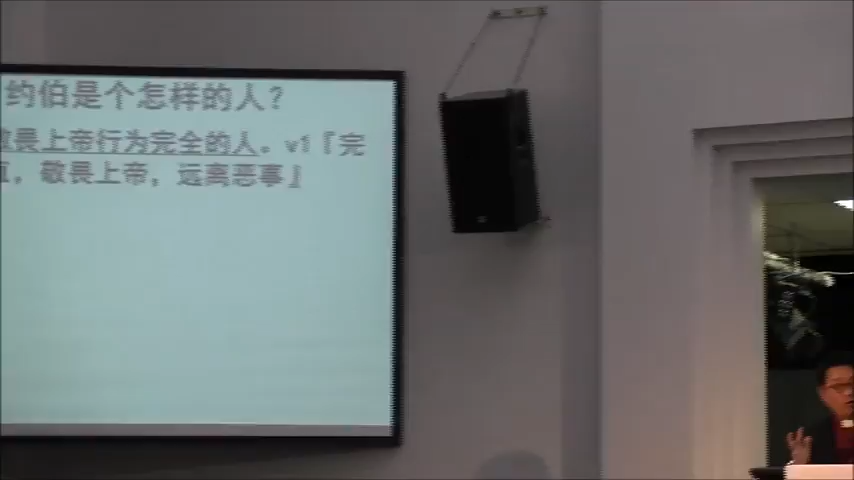 约伯是个怎样的人？
敬畏上帝行为完全的人。v1「完
，敬畏上帝，远离恶事」